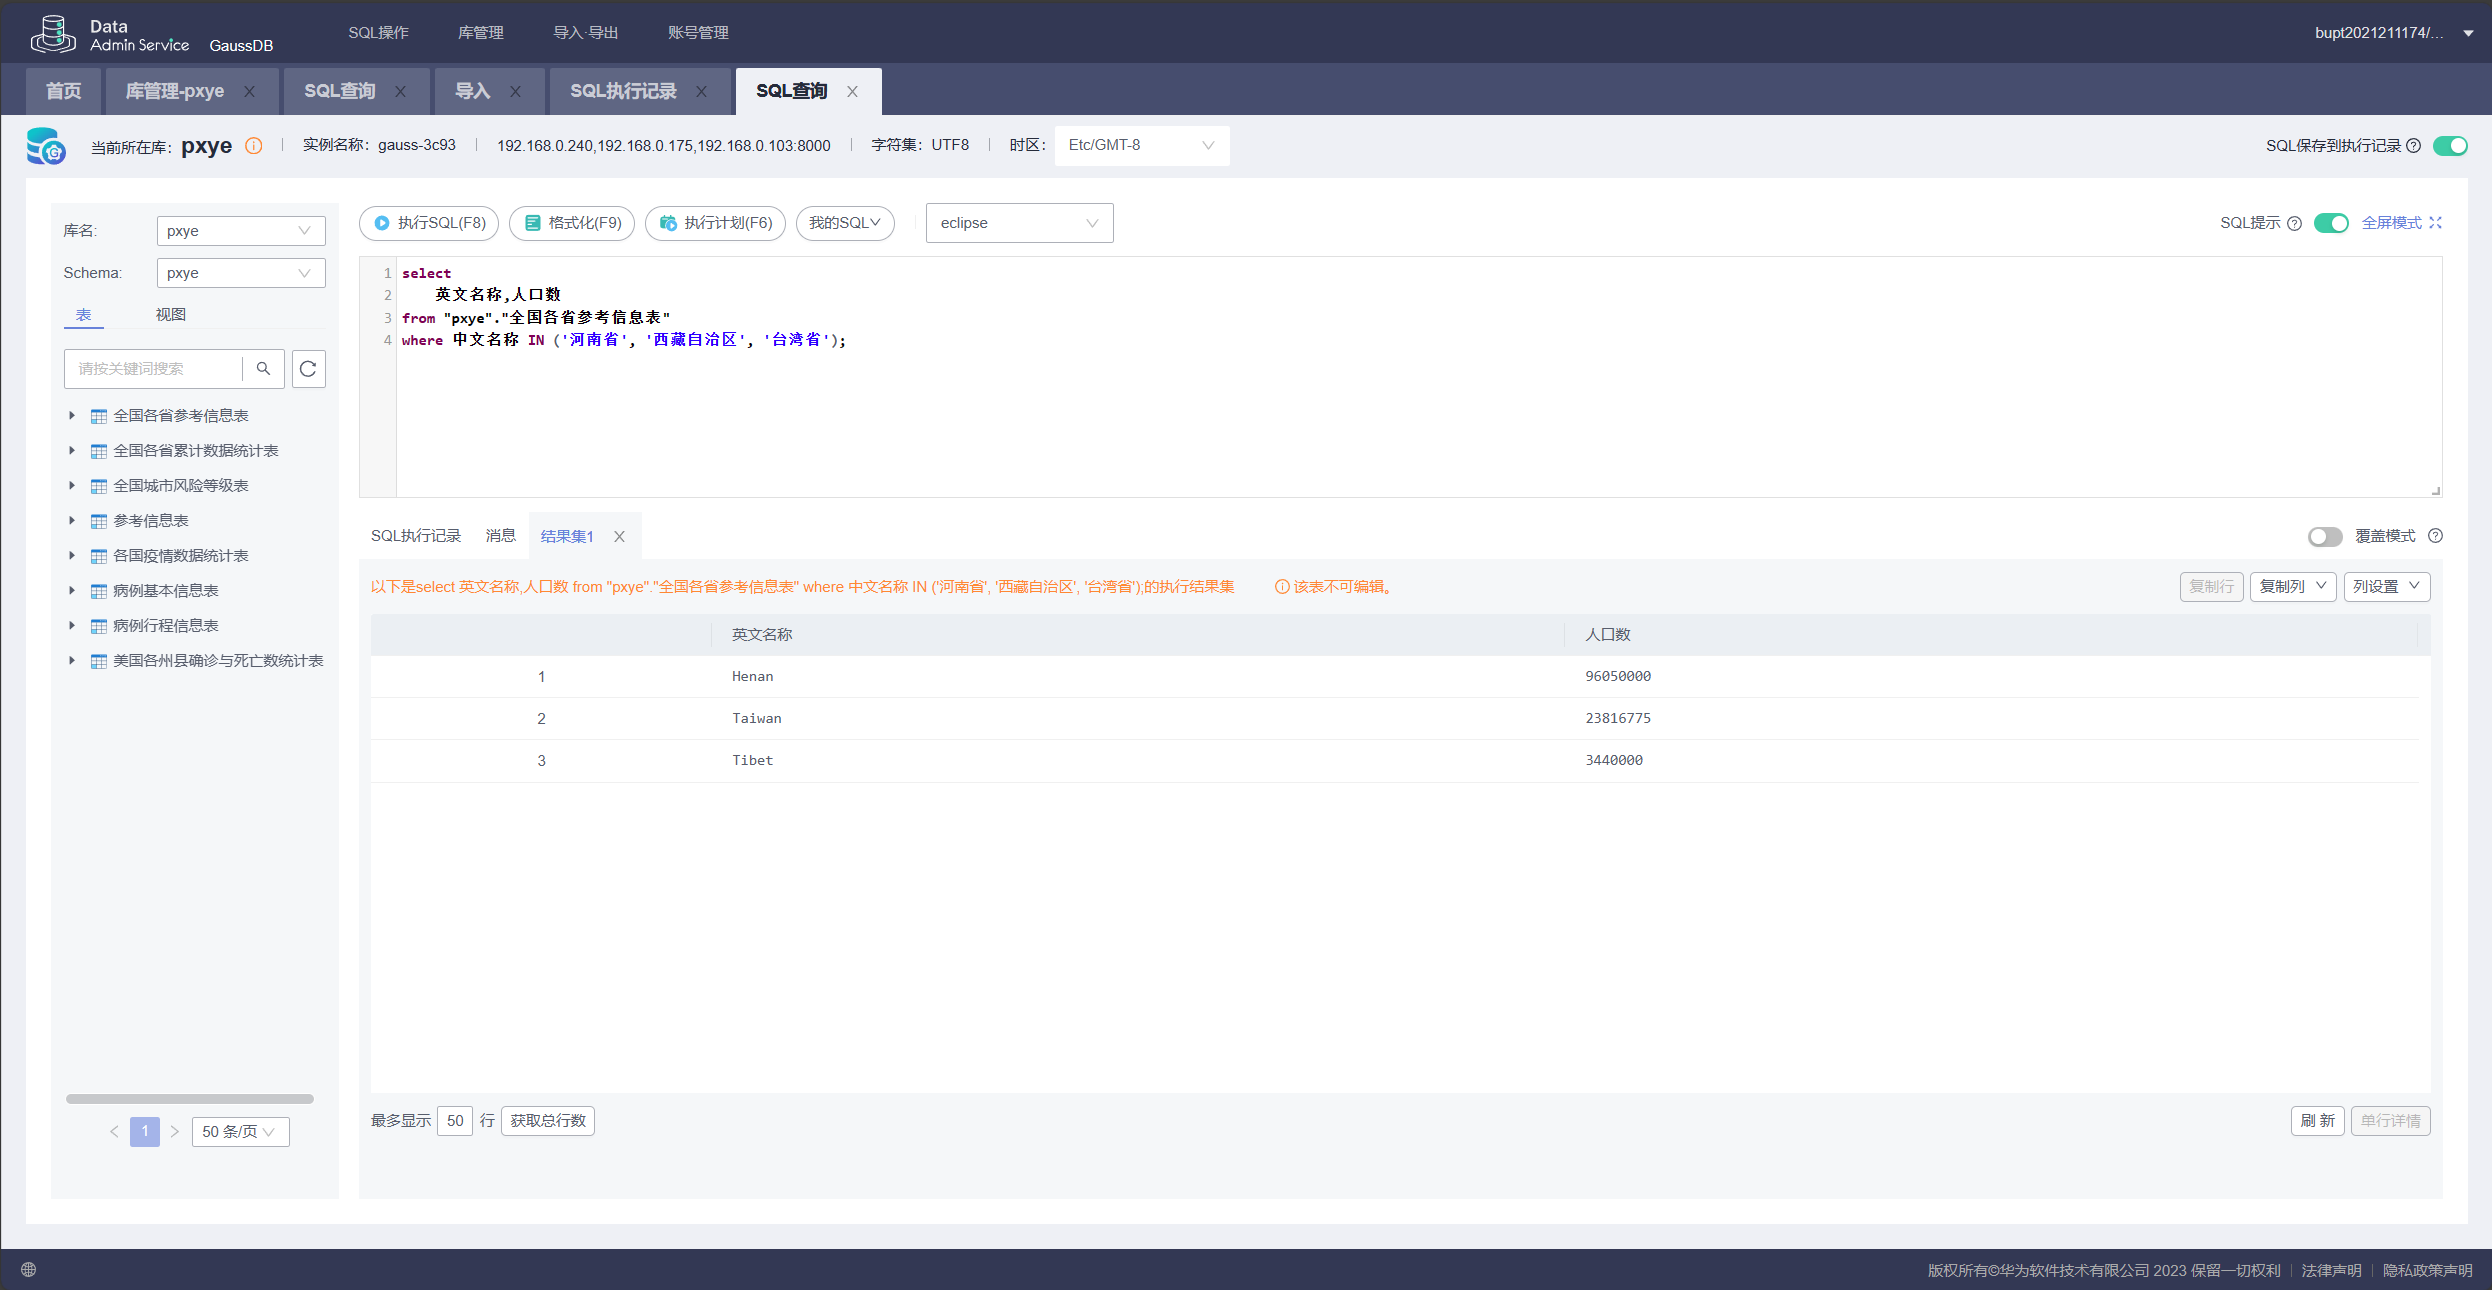 Data
Admin Service GaussDB SQL操作 库管理 导入·导出 账号管理 bupt2021211174/...
首页 库管理-pxye SQL查询 导入 SQL执行记录 SQL查询
当前所在库: pxye 实例名称: gauss-3c93 192.168.0.240,192.168.0.175,192.168.0.103:8000 字符集: UTF8 时区: Etc/GMT-8 SQL保存到执行记录
库名: pxye
Schema: pxye
表 视图
请按关键词搜索
全国各省参考信息表
全国各省累计数据统计表
全国城市风险等级表
参考信息表
各国疫情数据统计表
病例基本信息表
病例行程信息表
美国各州县确诊与死亡数统计表
1 50 条/页
执行SQL(F8) 格式化(F9) 执行计划(F6) 我的SQL eclipse SQL提示 全屏模式
1 select
2 英文名称,人口数
3 from "pxye"."全国各省参考信息表"
4 where 中文名称 IN ('河南省', '西藏自治区', '台湾省');
SQL执行记录 消息 结果集1 覆盖模式
以下是select 英文名称,人口数 from "pxye"."全国各省参考信息表" where 中文名称 IN ('河南省', '西藏自治区', '台湾省');的执行结果集 该表不可编辑。 复制行 复制列 列设置
英文名称 人口数
1 Henan 96050000
2 Taiwan 23816775
3 Tibet 3440000
最多显示 50 行 获取总行数 刷 新 单行详情
版权所有©华为软件技术有限公司 2023 保留一切权利 法律声明 隐私政策声明